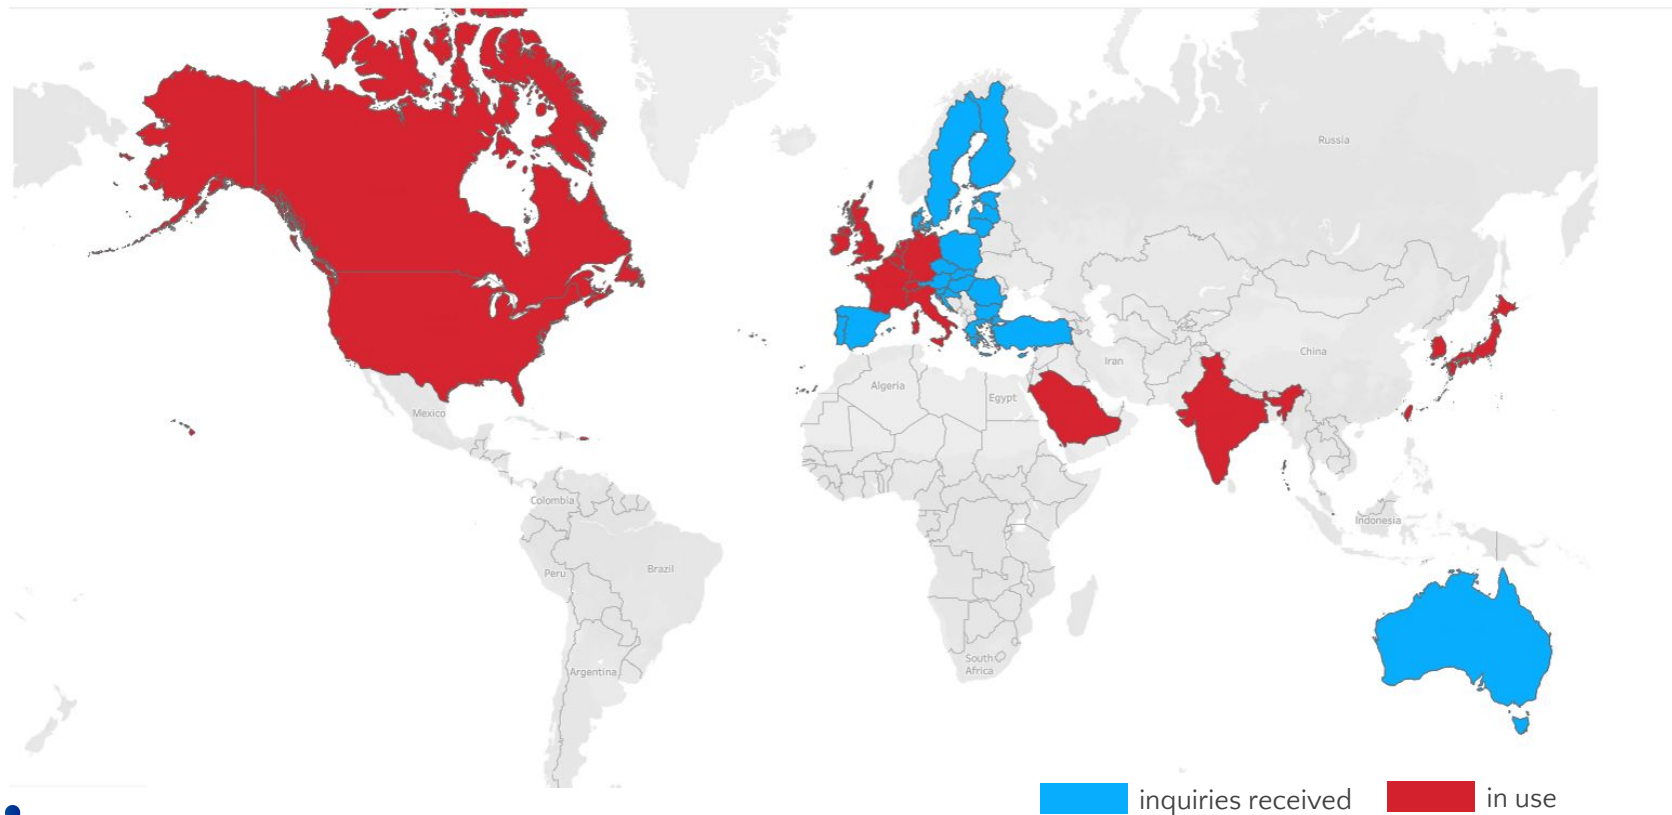 Russia
China
Iran
Algeria
Egypt
Mexico
Colombia
Indonesia
Peru
Brazil
South
Africa
Argentina
inquiries received
in use